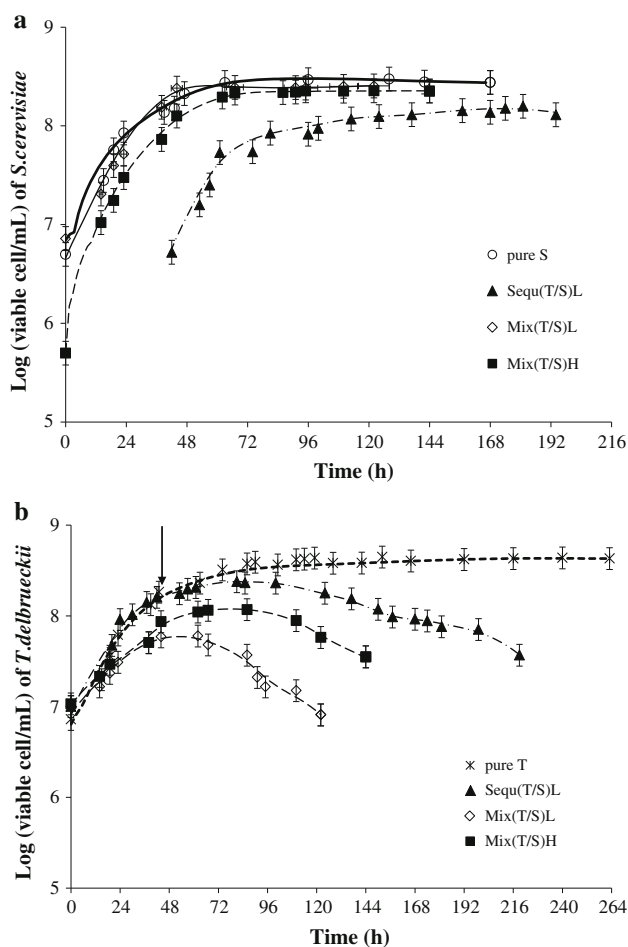 a
Log (viable cell/mL) of S.cerevisiae
9
8
7
6
5
0 24 48 72 96 120 144 168 192 216
Time (h)
pure S
Sequ(T/S)L
Mix(T/S)L
Mix(T/S)H
b
Log (viable cell/mL) of T.delbrueckii
9
8
7
6
5
0 24 48 72 96 120 144 168 192 216 240 264
Time (h)
pure T
Sequ(T/S)L
Mix(T/S)L
Mix(T/S)H